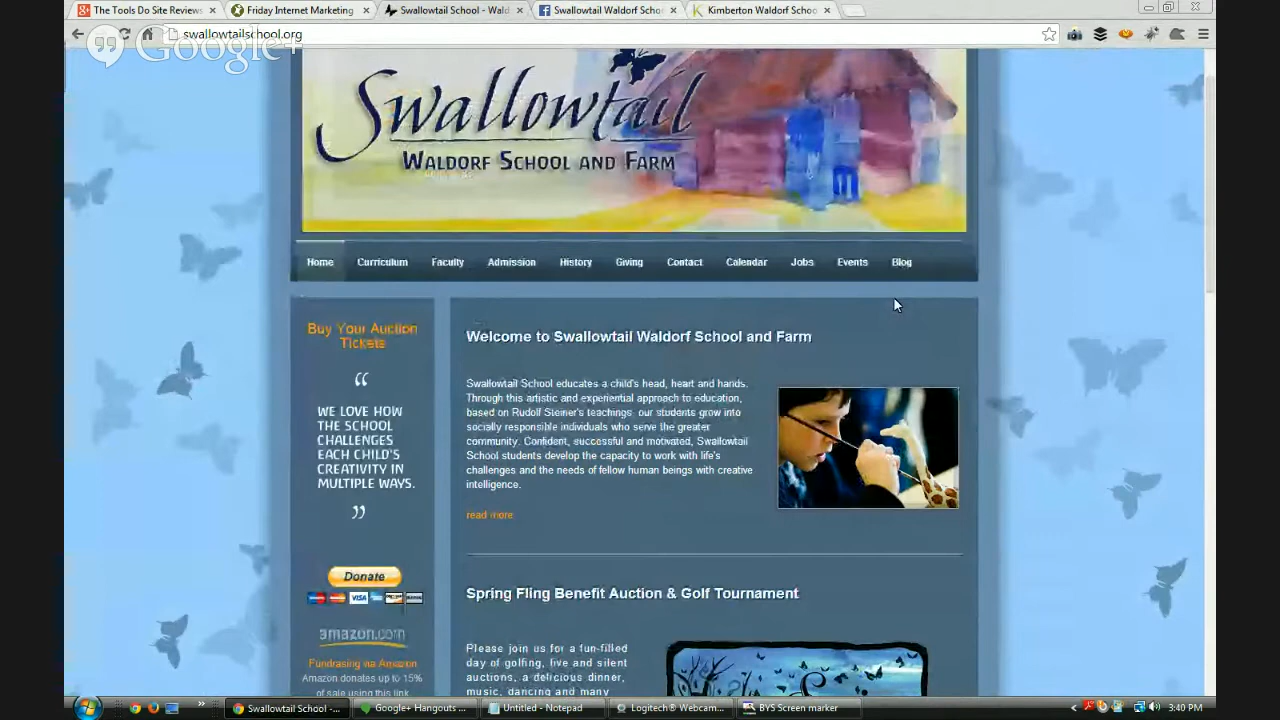 The Tools Do Site Reviews
Friday Internet Marketing
Swallowtail School - Wald
Swallowtail Waldorf Schor
Kimberton Waldorf School
swallowtailschool.org
Google+
Swallowtail
WALDORF SCHOOL AND FARM
Home
Curriculum
Faculty
Admission
History
Giving
Contact
Calendar
Jobs
Events
Blog
Buy Your Auction
Tickets
“
WE LOVE HOW
THE SCHOOL
CHALLENGES
EACH CHILD'S
CREATIVITY IN
MULTIPLE WAYS.
”
Donate
VISA
amazon.com
Fundrasing via Amazon
Amazon donates up to 15%
of sale using this link.
Welcome to Swallowtail Waldorf School and Farm
Swallowtail School educates a child's head, heart and hands.
Through this artistic and experiential approach to education,
based on Rudolf Steiner's teachings, our students grow into
socially responsible individuals who serve the greater
community. Confident, successful and motivated, Swallowtail
School students develop the capacity to work with life's
challenges and the needs of fellow human beings with creative
intelligence.
read more
Spring Fling Benefit Auction & Golf Tournament
Please join us for a fun-filled
day of golfing, live and silent
auctions, a delicious dinner,
music, dancing and many
Swallowtail School -...
Google+ Hangouts ...
Untitled - Notepad
Logitech® Webcam...
BYS Screen marker
3:40 PM